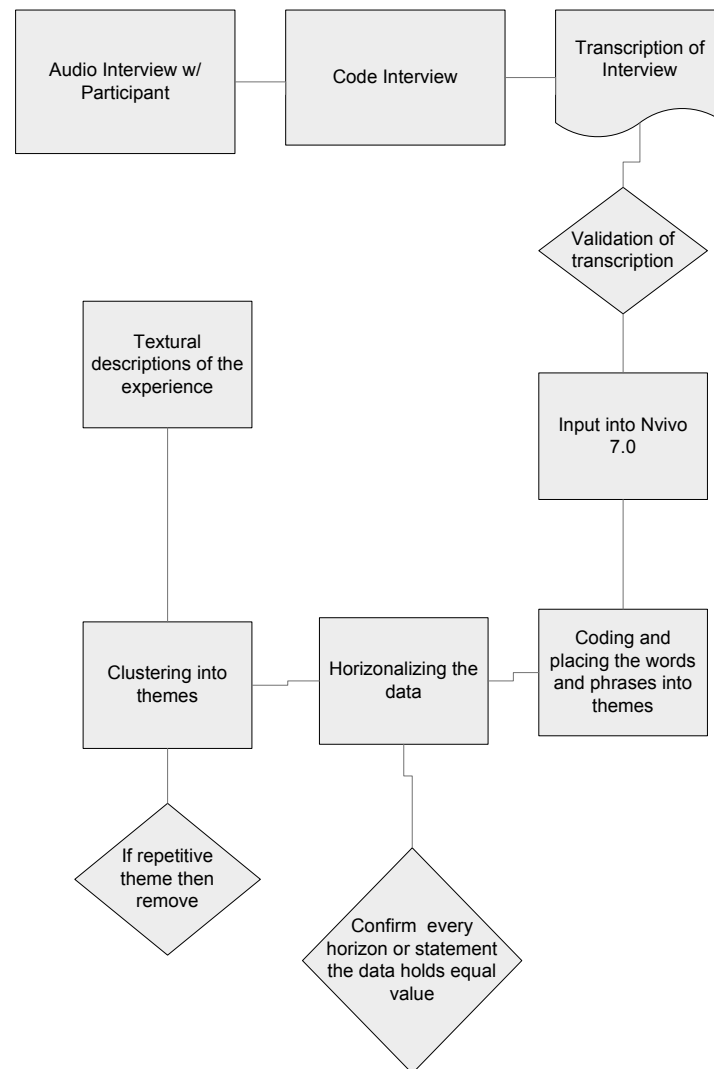 Audio Interview w/
Participant
Code Interview
Transcription of
Interview
Validation of
transcription
Textural
descriptions of the
experience
Input into Nvivo
7.0
Clustering into
themes
Horizonalizing the
data
Coding and
placing the words
and phrases into
themes
If repetitive
theme then
remove
Confirm every
horizon or statement
the data holds equal
value